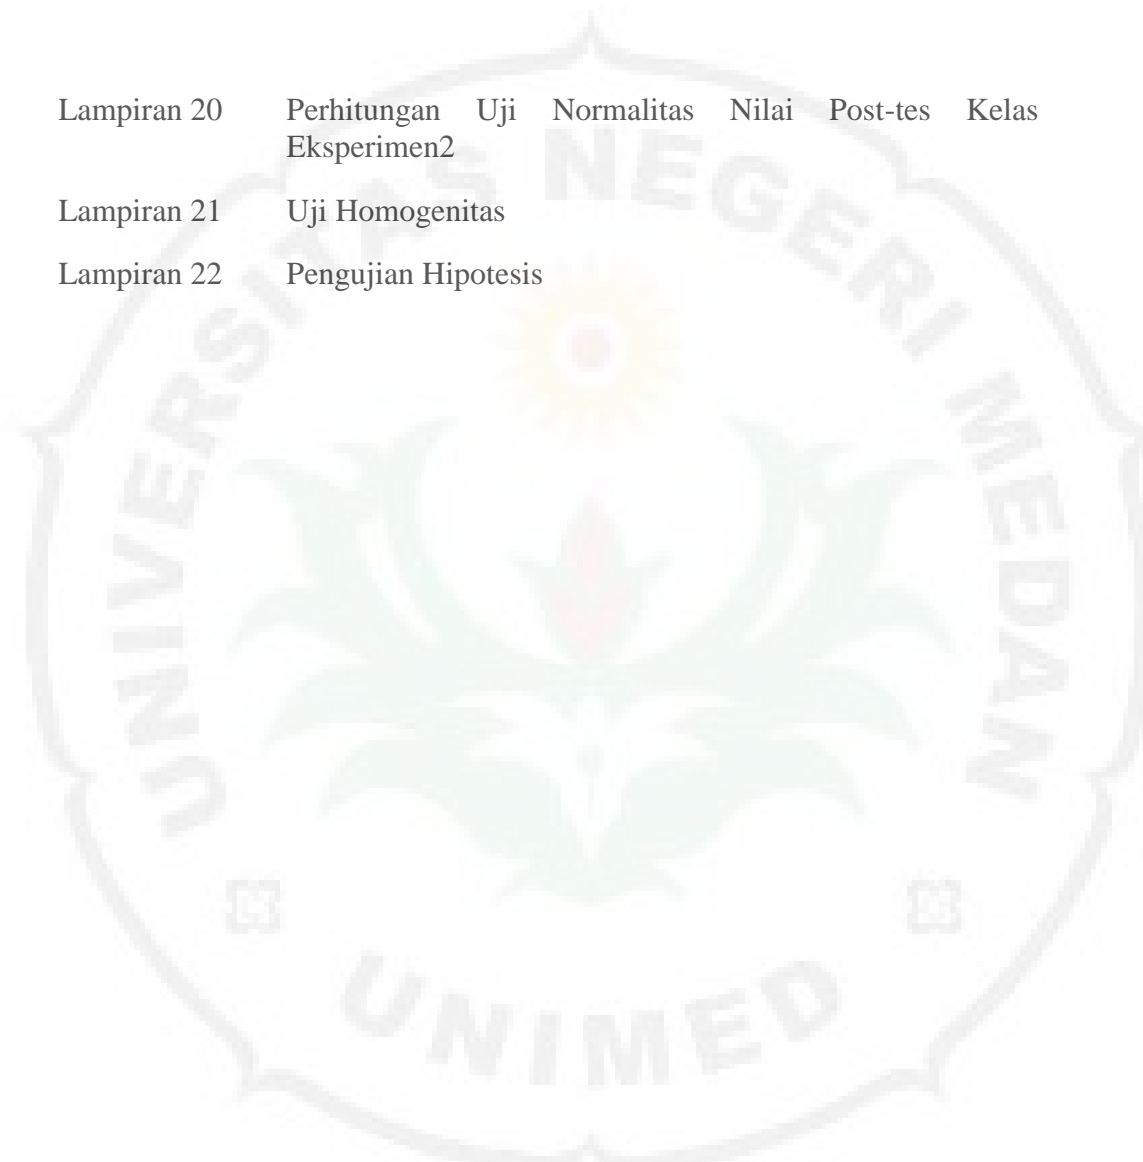 Lampiran 20 Perhitungan Uji Normalitas Nilai Post-tes Kelas
Eksperimen2
Lampiran 21 Uji Homogenitas
Lampiran 22 Pengujian Hipotesis
UNIVERSITAS NEGERI MEDAN
UNIMED